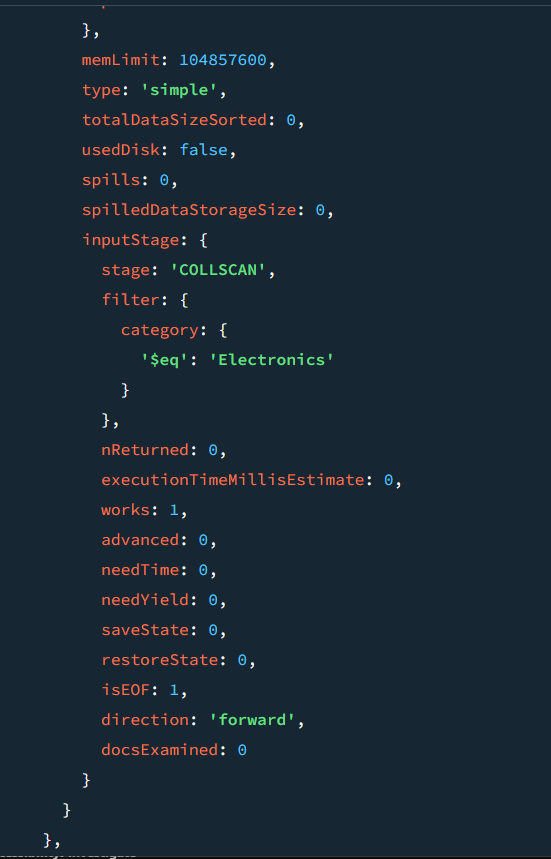 },
memLimit: 104857600,
type: 'simple',
totalDataSizeSorted: 0,
usedDisk: false,
spills: 0,
spilledDataStorageSize: 0,
inputStage: {
stage: 'COLLSCAN',
filter: {
category: {
'$eq': 'Electronics'
}
},
nReturned: 0,
executionTimeMillisEstimate: 0,
works: 1,
advanced: 0,
needTime: 0,
needYield: 0,
saveState: 0,
restoreState: 0,
isEOF: 1,
direction: 'forward',
docsExamined: 0
}
}
},